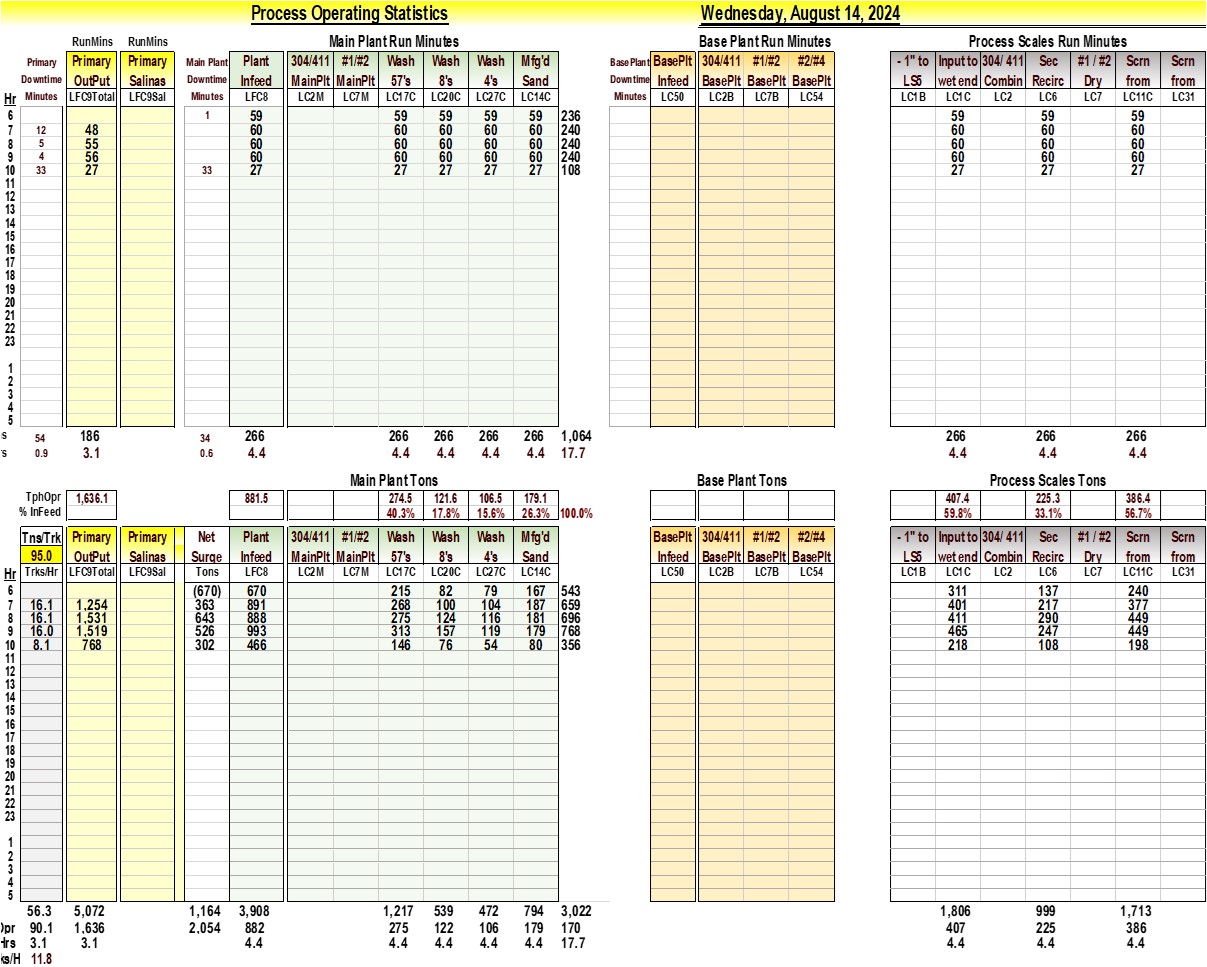 Process Operating Statistics Wednesday, August 14, 2024
RunMins RunMins Main Plant Run Minutes Base Plant Run Minutes Process Scales Run Minutes
Primary Primary Primary Main Plant Plant 304/411 #1/#2 Wash Wash Wash Mfg'd BasePlant BasePlt 304/411 #1/#2 #2/#4 - 1" to Input to 304/ 411 Sec #1 / #2 Scrn Scrn
Downtime OutPut Salinas Downtime Infeed MainPlt MainPlt 57's 8's 4's Sand Downtime Infeed BasePlt BasePlt BasePlt LS5 wet end Combin Recirc Dry from from
Hr Minutes LFC9Total LFC9Sal Minutes LFC8 LC2M LC7M LC17C LC20C LC27C LC14C Minutes LC50 LC2B LC7B LC54 LC1B LC1C LC2 LC6 LC7 LC11C LC31
6 1 59 59 59 59 59 236 59 59 59
7 12 48 60 60 60 60 60 240 60 60 60
8 5 55 60 60 60 60 60 240 60 60 60
9 4 56 60 60 60 60 60 240 60 60 60
10 33 27 33 27 27 27 27 27 108 27 27 27
11
12
13
14
15
16
17
18
19
20
21
22
23
1
2
3
4
5
s 54 186 34 266 266 266 266 266 1,064 266 266 266
's 0.9 3.1 0.6 4.4 4.4 4.4 4.4 4.4 17.7 4.4 4.4 4.4
Main Plant Tons Base Plant Tons Process Scales Tons
TphOpr 1,636.1 881.5 274.5 121.6 106.5 179.1 407.4 225.3 386.4
% InFeed 40.3% 17.8% 15.6% 26.3% 100.0% 59.8% 33.1% 56.7%
Tns/Trk Primary Primary Net Plant 304/411 #1/#2 Wash Wash Wash Mfg'd BasePlt 304/411 #1/#2 #2/#4 - 1" to Input to 304/ 411 Sec #1 / #2 Scrn Scrn
95.0 OutPut Salinas Surge Infeed MainPlt MainPlt 57's 8's 4's Sand Infeed BasePlt BasePlt BasePlt LS5 wet end Combin Recirc Dry from from
Hr Trks/Hr LFC9Total LFC9Sal Tons LFC8 LC2M LC7M LC17C LC20C LC27C LC14C LC50 LC2B LC7B LC54 LC1B LC1C LC2 LC6 LC7 LC11C LC31
6 (670) 670 215 82 79 167 543 311 137 240
7 16.1 1,254 363 891 268 100 104 187 659 401 217 377
8 16.1 1,531 643 888 275 124 116 181 696 411 290 449
9 16.0 1,519 526 993 313 157 119 179 768 465 247 449
10 8.1 768 302 466 146 76 54 80 356 218 108 198
11
12
13
14
15
16
17
18
19
20
21
22
23
1
2
3
4
5
56.3 5,072 1,164 3,908 1,217 539 472 794 3,022 1,806 999 1,713
Opr 90.1 1,636 2,054 882 275 122 106 179 170 407 225 386
Hrs 3.1 3.1 4.4 4.4 4.4 4.4 4.4 17.7 4.4 4.4 4.4
ks/H 11.8